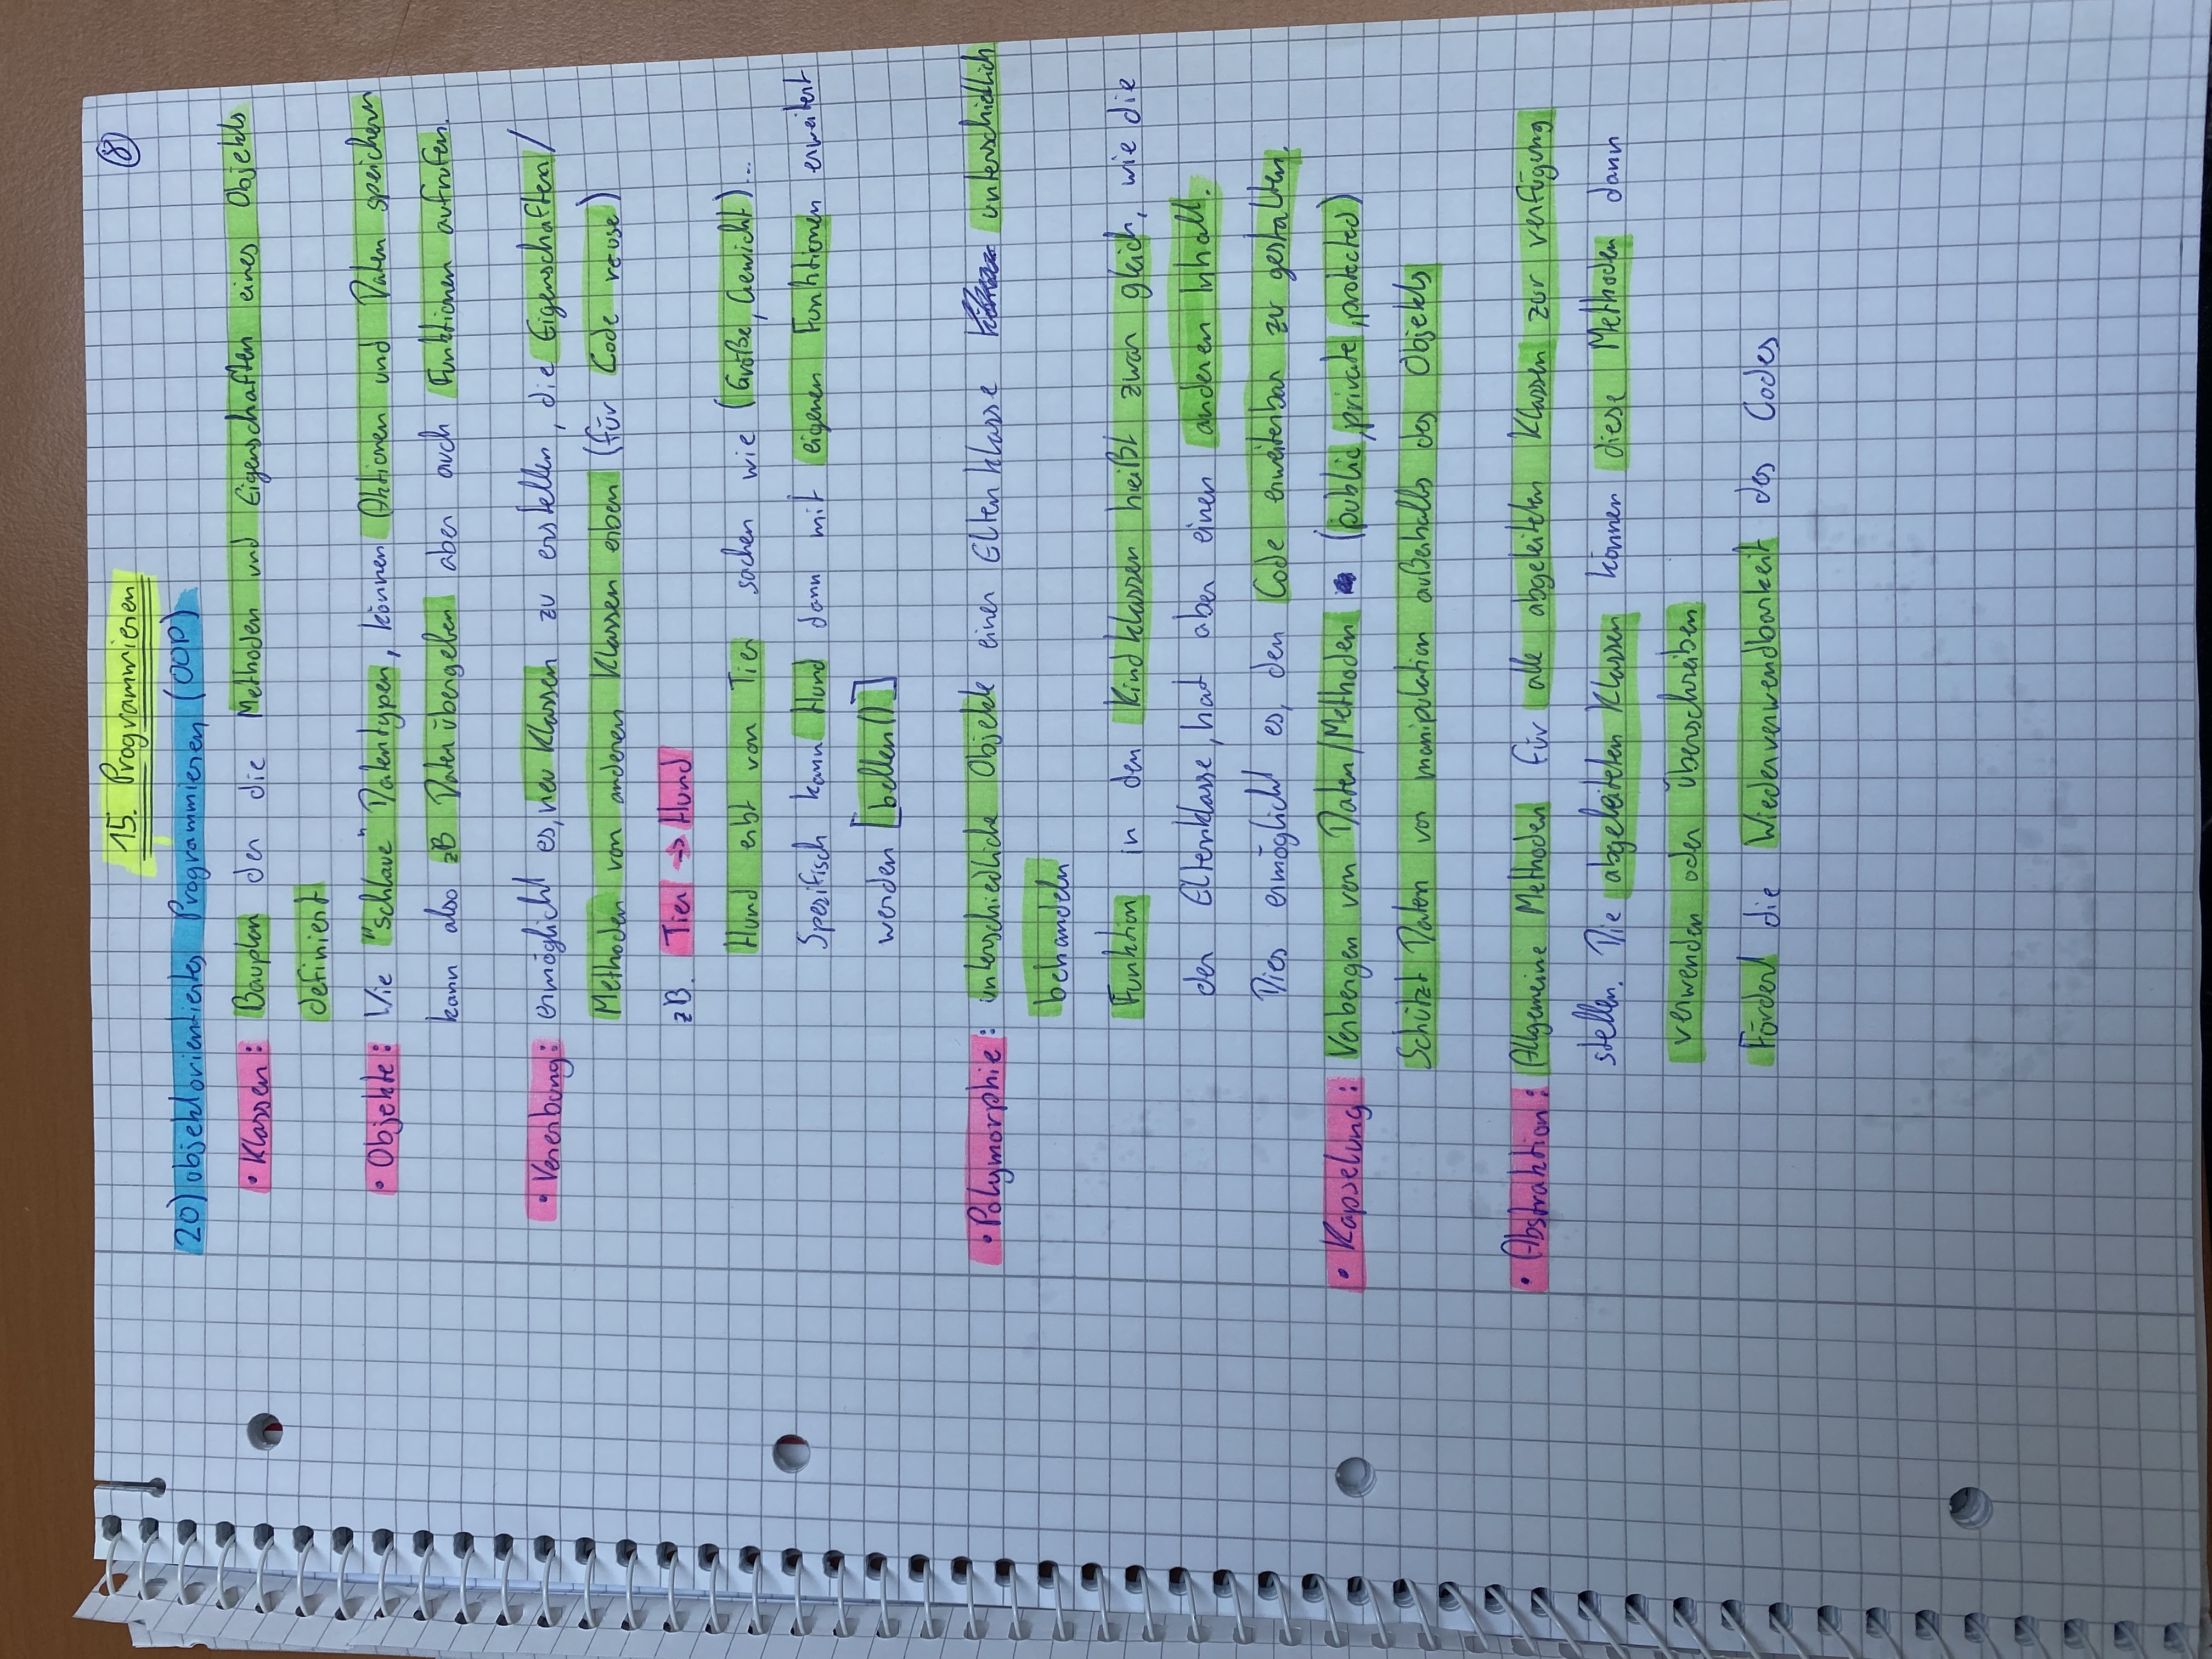 15. Programmieren
8
20) objektorientiertes Programmieren (OOP)
• Klassen: Bauplan der die Methoden und Eigenschaften eines Objekts
definiert
• Objekte: Wie "schlaue" Datentypen, können Aktionen und Daten speichern
kann also zB Daten übergeben aber auch Funktionen aufrufen.
• Vererbung: ermöglicht es, neu Klassen zu erstellen, die Eigenschaften/
Methoden von anderen Klassen erben (für Code reuse)
zB. Tier → Hund
Hund erbt von Tier sachen wie (Größe, Gewicht)...
Spezifisch kann Hund dann mit eigenen Funktionen erweitert
werden [bellen()]
• Polymorphie: unterschiedliche Objekte einer Elternklasse unterschiedlich
behandeln
Funktion in den Kindklassen heißt zwar gleich, wie die
der Elternklasse, hat aber einen anderen Inhalt.
Dies ermöglicht es, den Code erweiterbar zu gestalten.
• Kapselung: Verbergen von Daten/Methoden (public, private, protected)
Schützt Daten vor manipulation außerhalb des Objekts
• Abstraktion: Allgemeine Methoden für alle abgeleiteten Klassen zur verfügung
stellen. Die abgeleiteten Klassen können diese Methoden dann
verwenden oder überschreiben
Fördert die Wiederverwendbarkeit des Codes